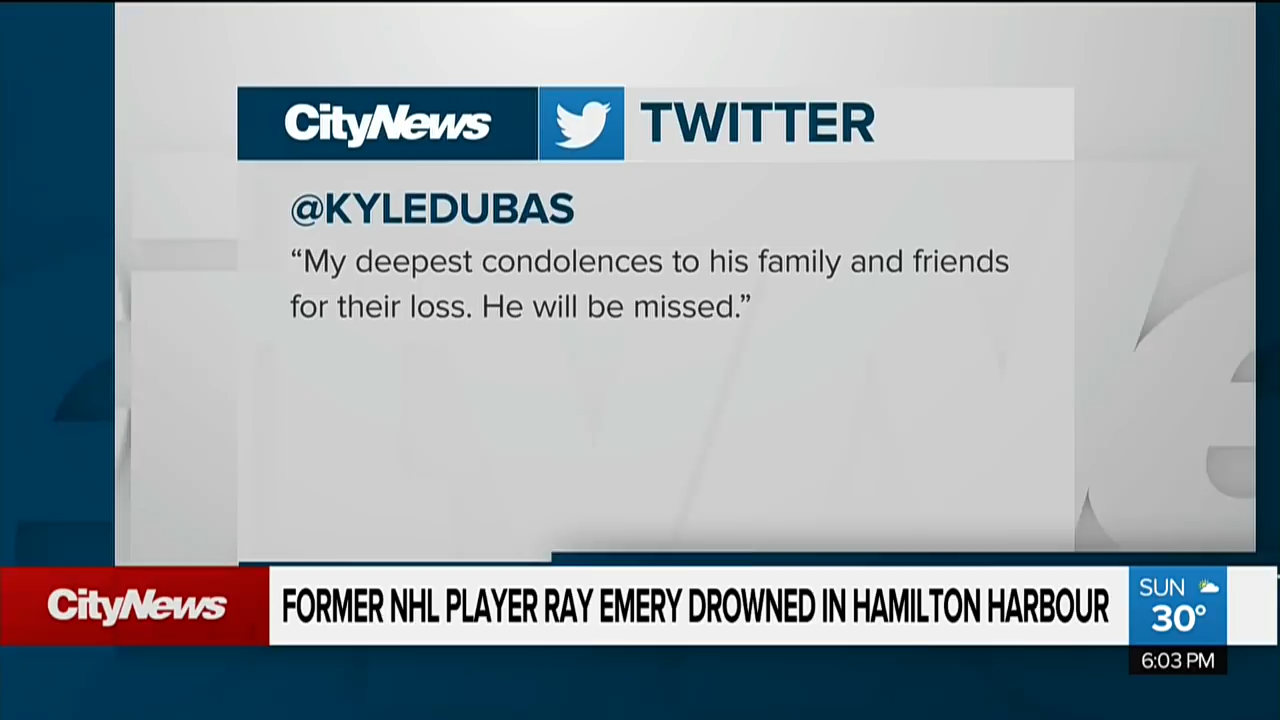 CityNews TWITTER
@KYLEDUBAS
“My deepest condolences to his family and friends
for their loss. He will be missed.”
CityNews FORMER NHL PLAYER RAY EMERY DROWNED IN HAMILTON HARBOUR
SUN
30°
6:03 PM